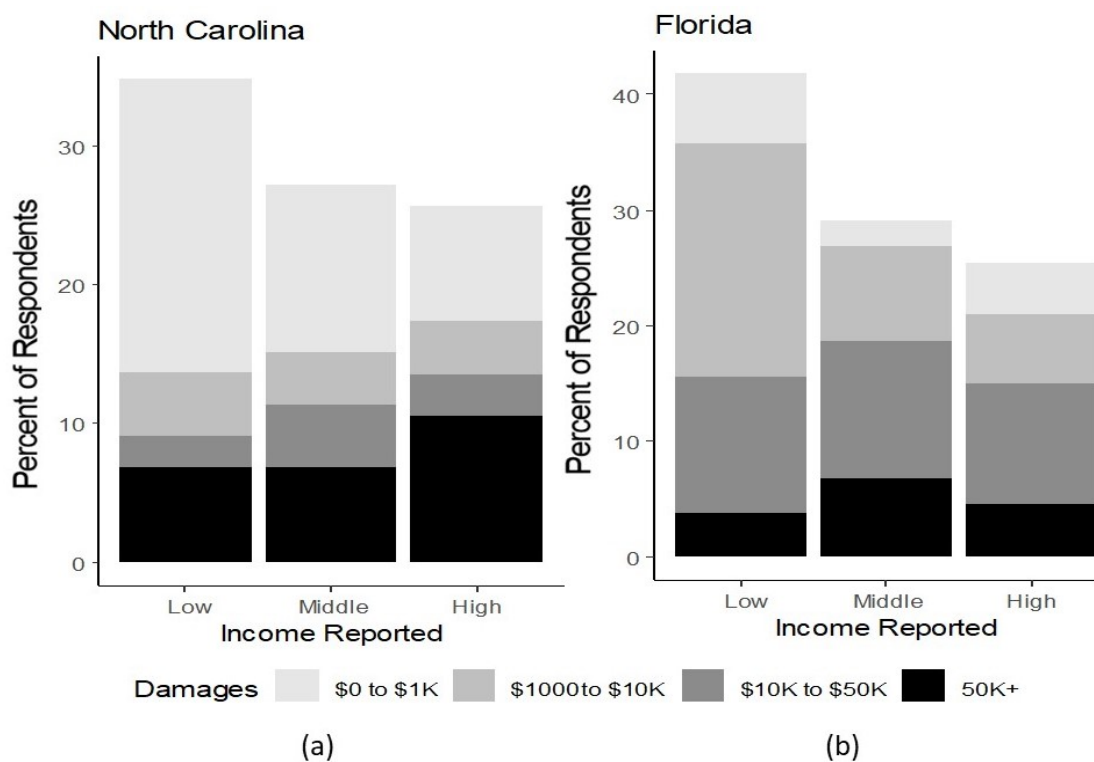 North Carolina
Percent of Respondents
30
20
10
0
Low Middle High
Income Reported
Florida
Percent of Respondents
40
30
20
10
0
Low Middle High
Income Reported
Damages $0 to $1K $1000to $10K $10K to $50K 50K+
(a) (b)